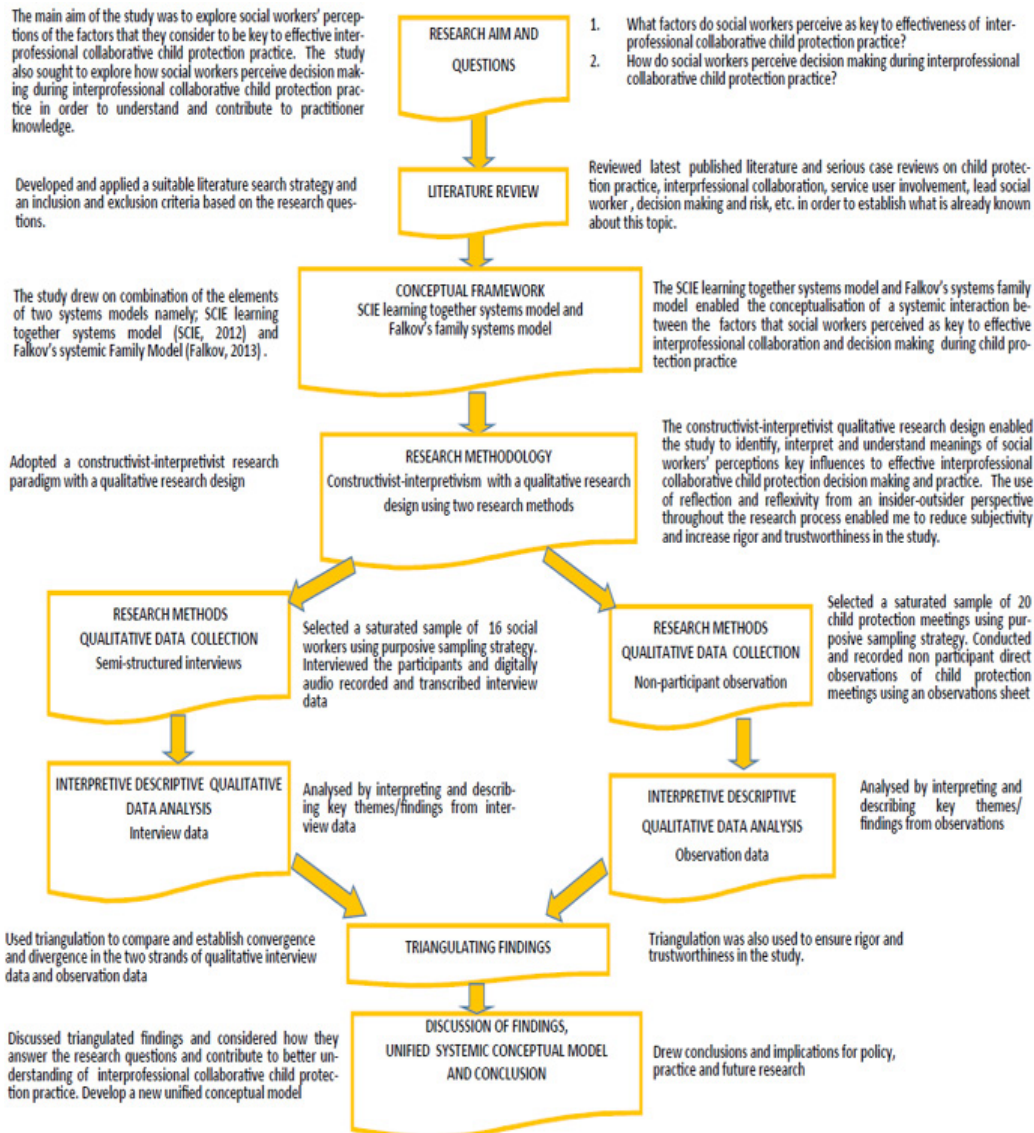 The main aim of the study was to explore social workers' percep-
tions of the factors that they consider to be key to effective inter-
professional collaborative child protection practice. The study
also sought to explore how social workers perceive decision mak-
ing during interprofessional collaborative child protection prac-
tice in order to understand and contribute to practitioner
knowledge.
RESEARCH AIM AND
QUESTIONS
1. What factors do social workers perceive as key to effectiveness of inter-
professional collaborative child protection practice?
2. How do social workers perceive decision making during interprofessional
collaborative child protection practice?
Developed and applied a suitable literature search strategy and
an inclusion and exclusion criteria based on the research ques-
tions.
LITERATURE REVIEW
Reviewed latest published literature and serious case reviews on child protec-
tion practice, interprfessional collaboration, service user involvement, lead social
worker , decision making and risk, etc. in order to establish what is already known
about this topic.
The study drew on combination of the elements
of two systems models namely; SCIE learning
together systems model (SCIE, 2012) and
Falkov's systemic Family Model (Falkov, 2013) .
CONCEPTUAL FRAMEWORK
SCIE learning together systems model and
Falkov's family systems model
The SCIE learning together systems model and Falkov's systems family
model enabled the conceptualisation of a systemic interaction be-
tween the factors that social workers perceived as key to effective
interprofessional collaboration and decision making during child pro-
tection practice
Adopted a constructivist-interpretivist research
paradigm with a qualitative research design
RESEARCH METHODOLOGY
Constructivist-interpretivism with a qualitative research
design using two research methods
The constructivist-interpretivist qualitative research design enabled
the study to identify, interpret and understand meanings of social
workers' perceptions key influences to effective interprofessional
collaborative child protection decision making and practice. The use
of reflection and reflexivity from an insider-outsider perspective
throughout the research process enabled me to reduce subjectivity
and increase rigor and trustworthiness in the study.
RESEARCH METHODS
QUALITATIVE DATA COLLECTION
Semi-structured interviews
Selected a saturated sample of 16 social
workers using purposive sampling strategy.
Interviewed the participants and digitally
audio recorded and transcribed interview
data
RESEARCH METHODS
QUALITATIVE DATA COLLECTION
Non-participant observation
Selected a saturated sample of 20
child protection meetings using pur-
posive sampling strategy. Conducted
and recorded non participant direct
observations of child protection
meetings using an observations sheet
INTERPRETIVE DESCRIPTIVE QUALITATIVE
DATA ANALYSIS
Interview data
Analysed by interpreting and describ-
ing key themes/findings from inter-
view data
INTERPRETIVE DESCRIPTIVE
QUALITATIVE DATA ANALYSIS
Observation data
Analysed by interpreting and
describing key themes/
findings from observations
Used triangulation to compare and establish convergence
and divergence in the two strands of qualitative interview
data and observation data
TRIANGULATING FINDINGS
Triangulation was also used to ensure rigor and
trustworthiness in the study.
Discussed triangulated findings and considered how they
answer the research questions and contribute to better un-
derstanding of interprofessional collaborative child protec-
tion practice. Develop a new unified conceptual model
DISCUSSION OF FINDINGS,
UNIFIED SYSTEMIC CONCEPTUAL MODEL
AND CONCLUSION
Drew conclusions and implications for policy,
practice and future research